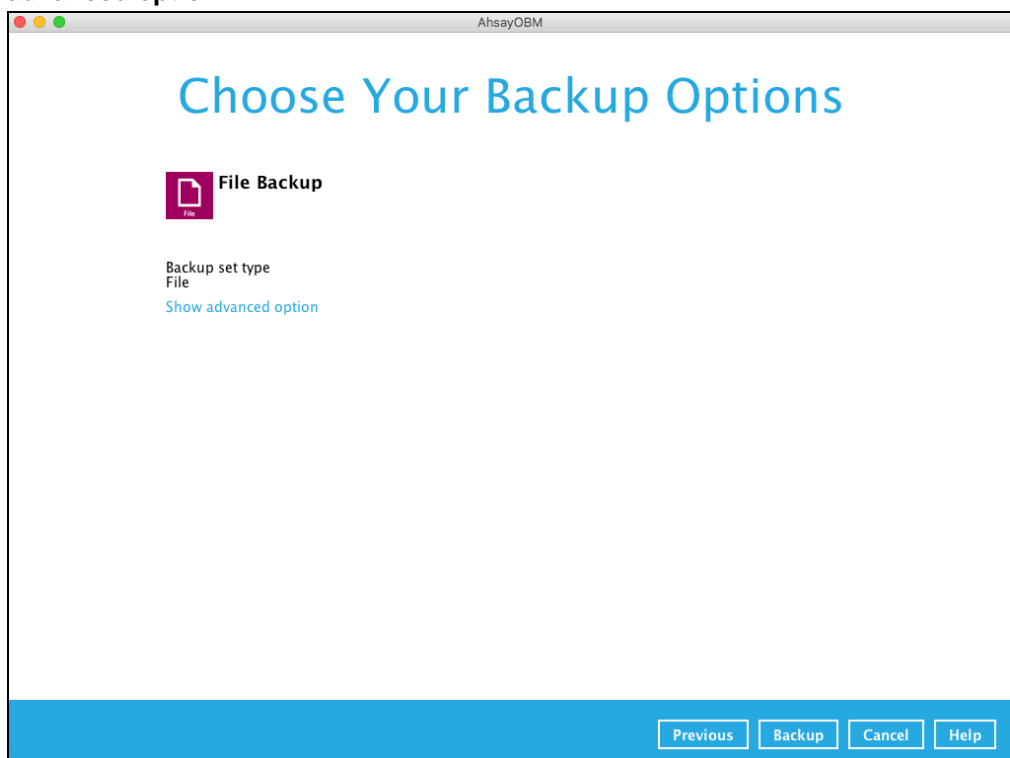 AhsayOBM
Choose Your Backup Options
File Backup
File
Backup set type
File
Show advanced option
Previous Backup Cancel Help